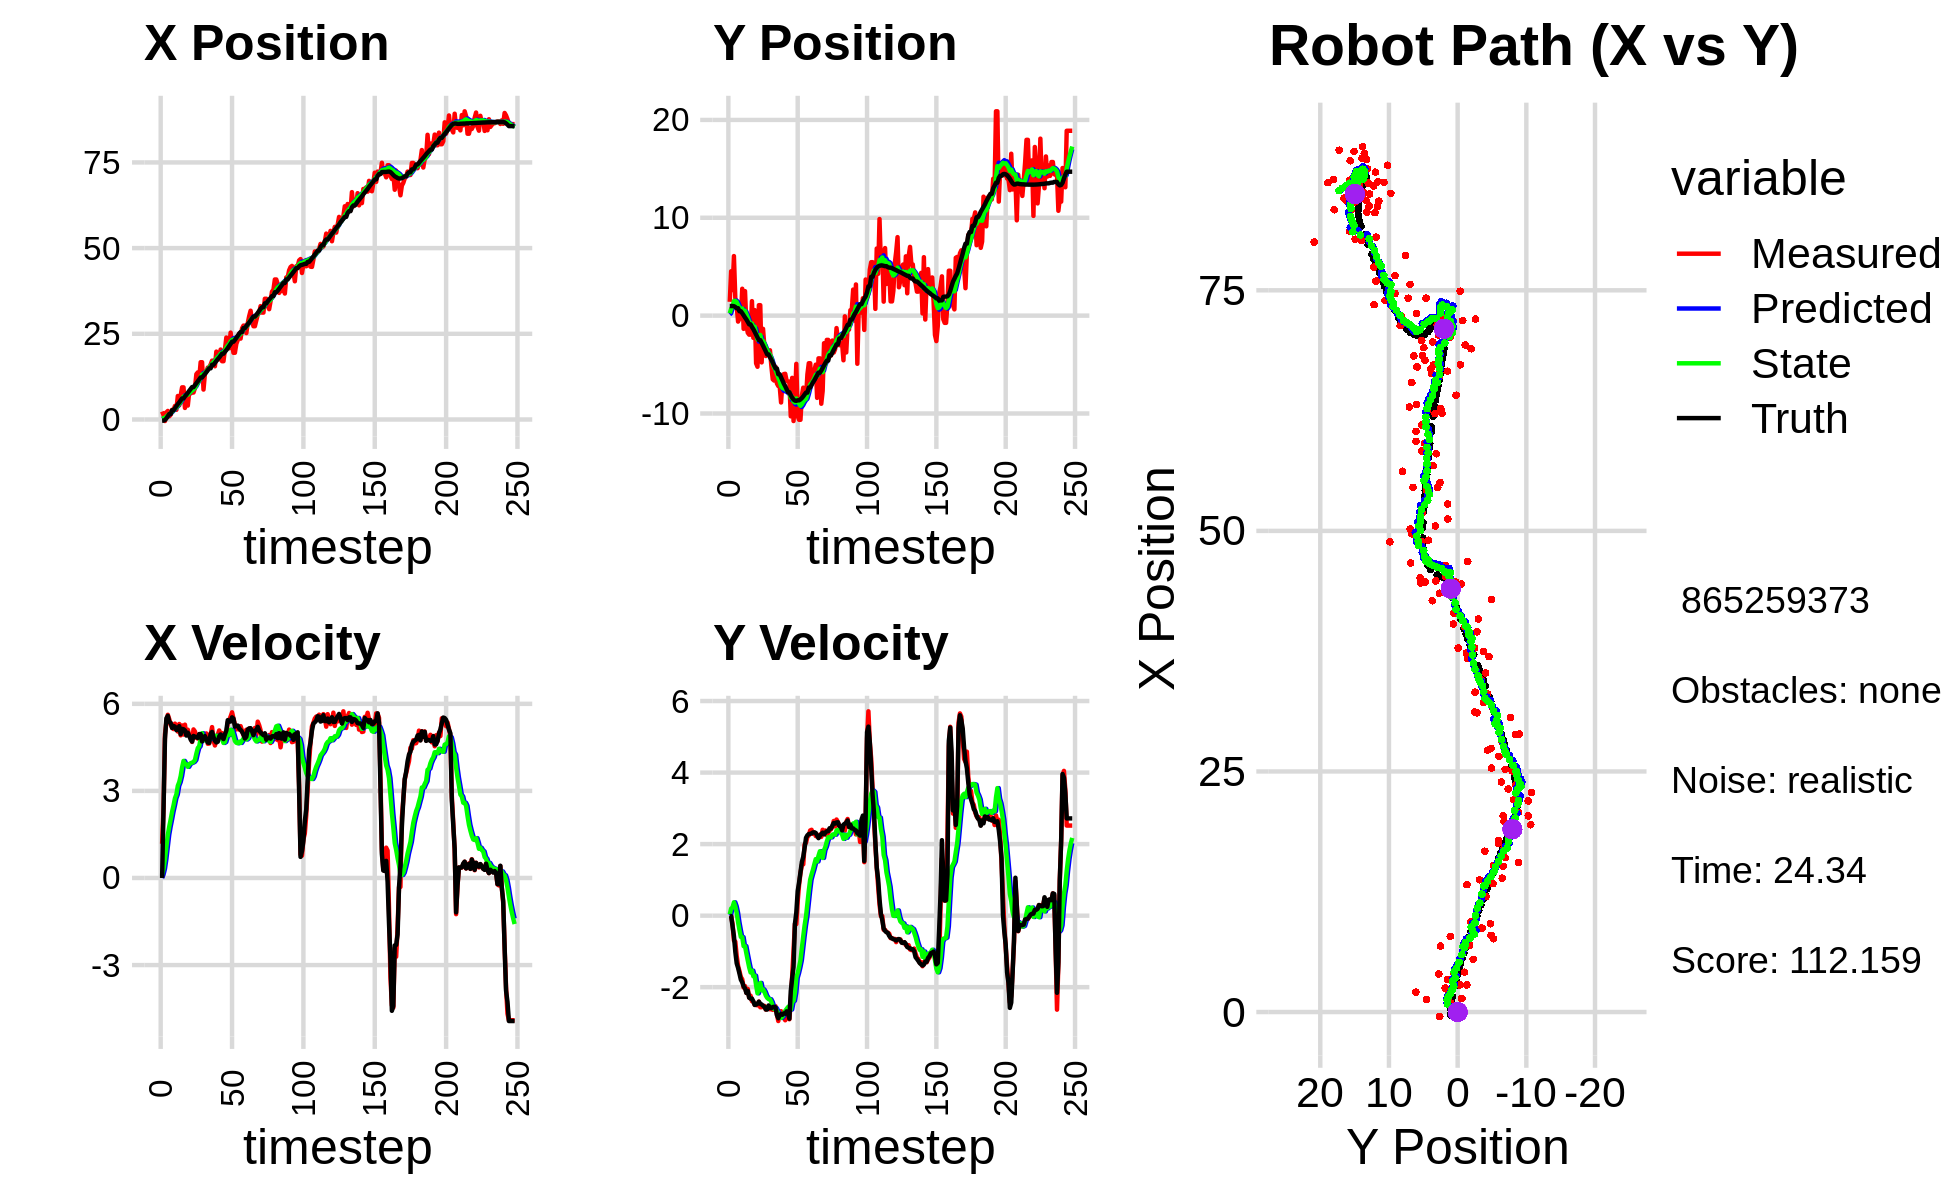 X Position
75
50
25
0
0
50
100
150
200
250
timestep
Y Position
20
10
0
-10
0
50
100
150
200
250
timestep
X Velocity
6
3
0
-3
0
50
100
150
200
250
timestep
Y Velocity
6
4
2
0
-2
0
50
100
150
200
250
timestep
Robot Path (X vs Y)
X Position
75
50
25
0
20 10 0 -10 -20
Y Position
variable
Measured
Predicted
State
Truth
865259373
Obstacles: none
Noise: realistic
Time: 24.34
Score: 112.159